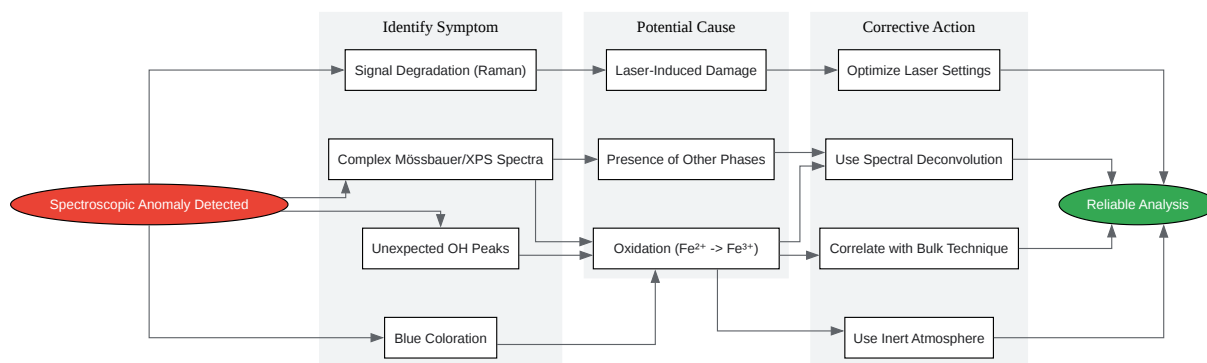 Identify Symptom
Potential Cause
Corrective Action
Signal Degradation (Raman)
Laser-Induced Damage
Optimize Laser Settings
Complex Mössbauer/XPS Spectra
Presence of Other Phases
Use Spectral Deconvolution
Spectroscopic Anomaly Detected
Reliable Analysis
Unexpected OH Peaks
Oxidation (Fe²⁺ -> Fe³⁺)
Correlate with Bulk Technique
Blue Coloration
Use Inert Atmosphere